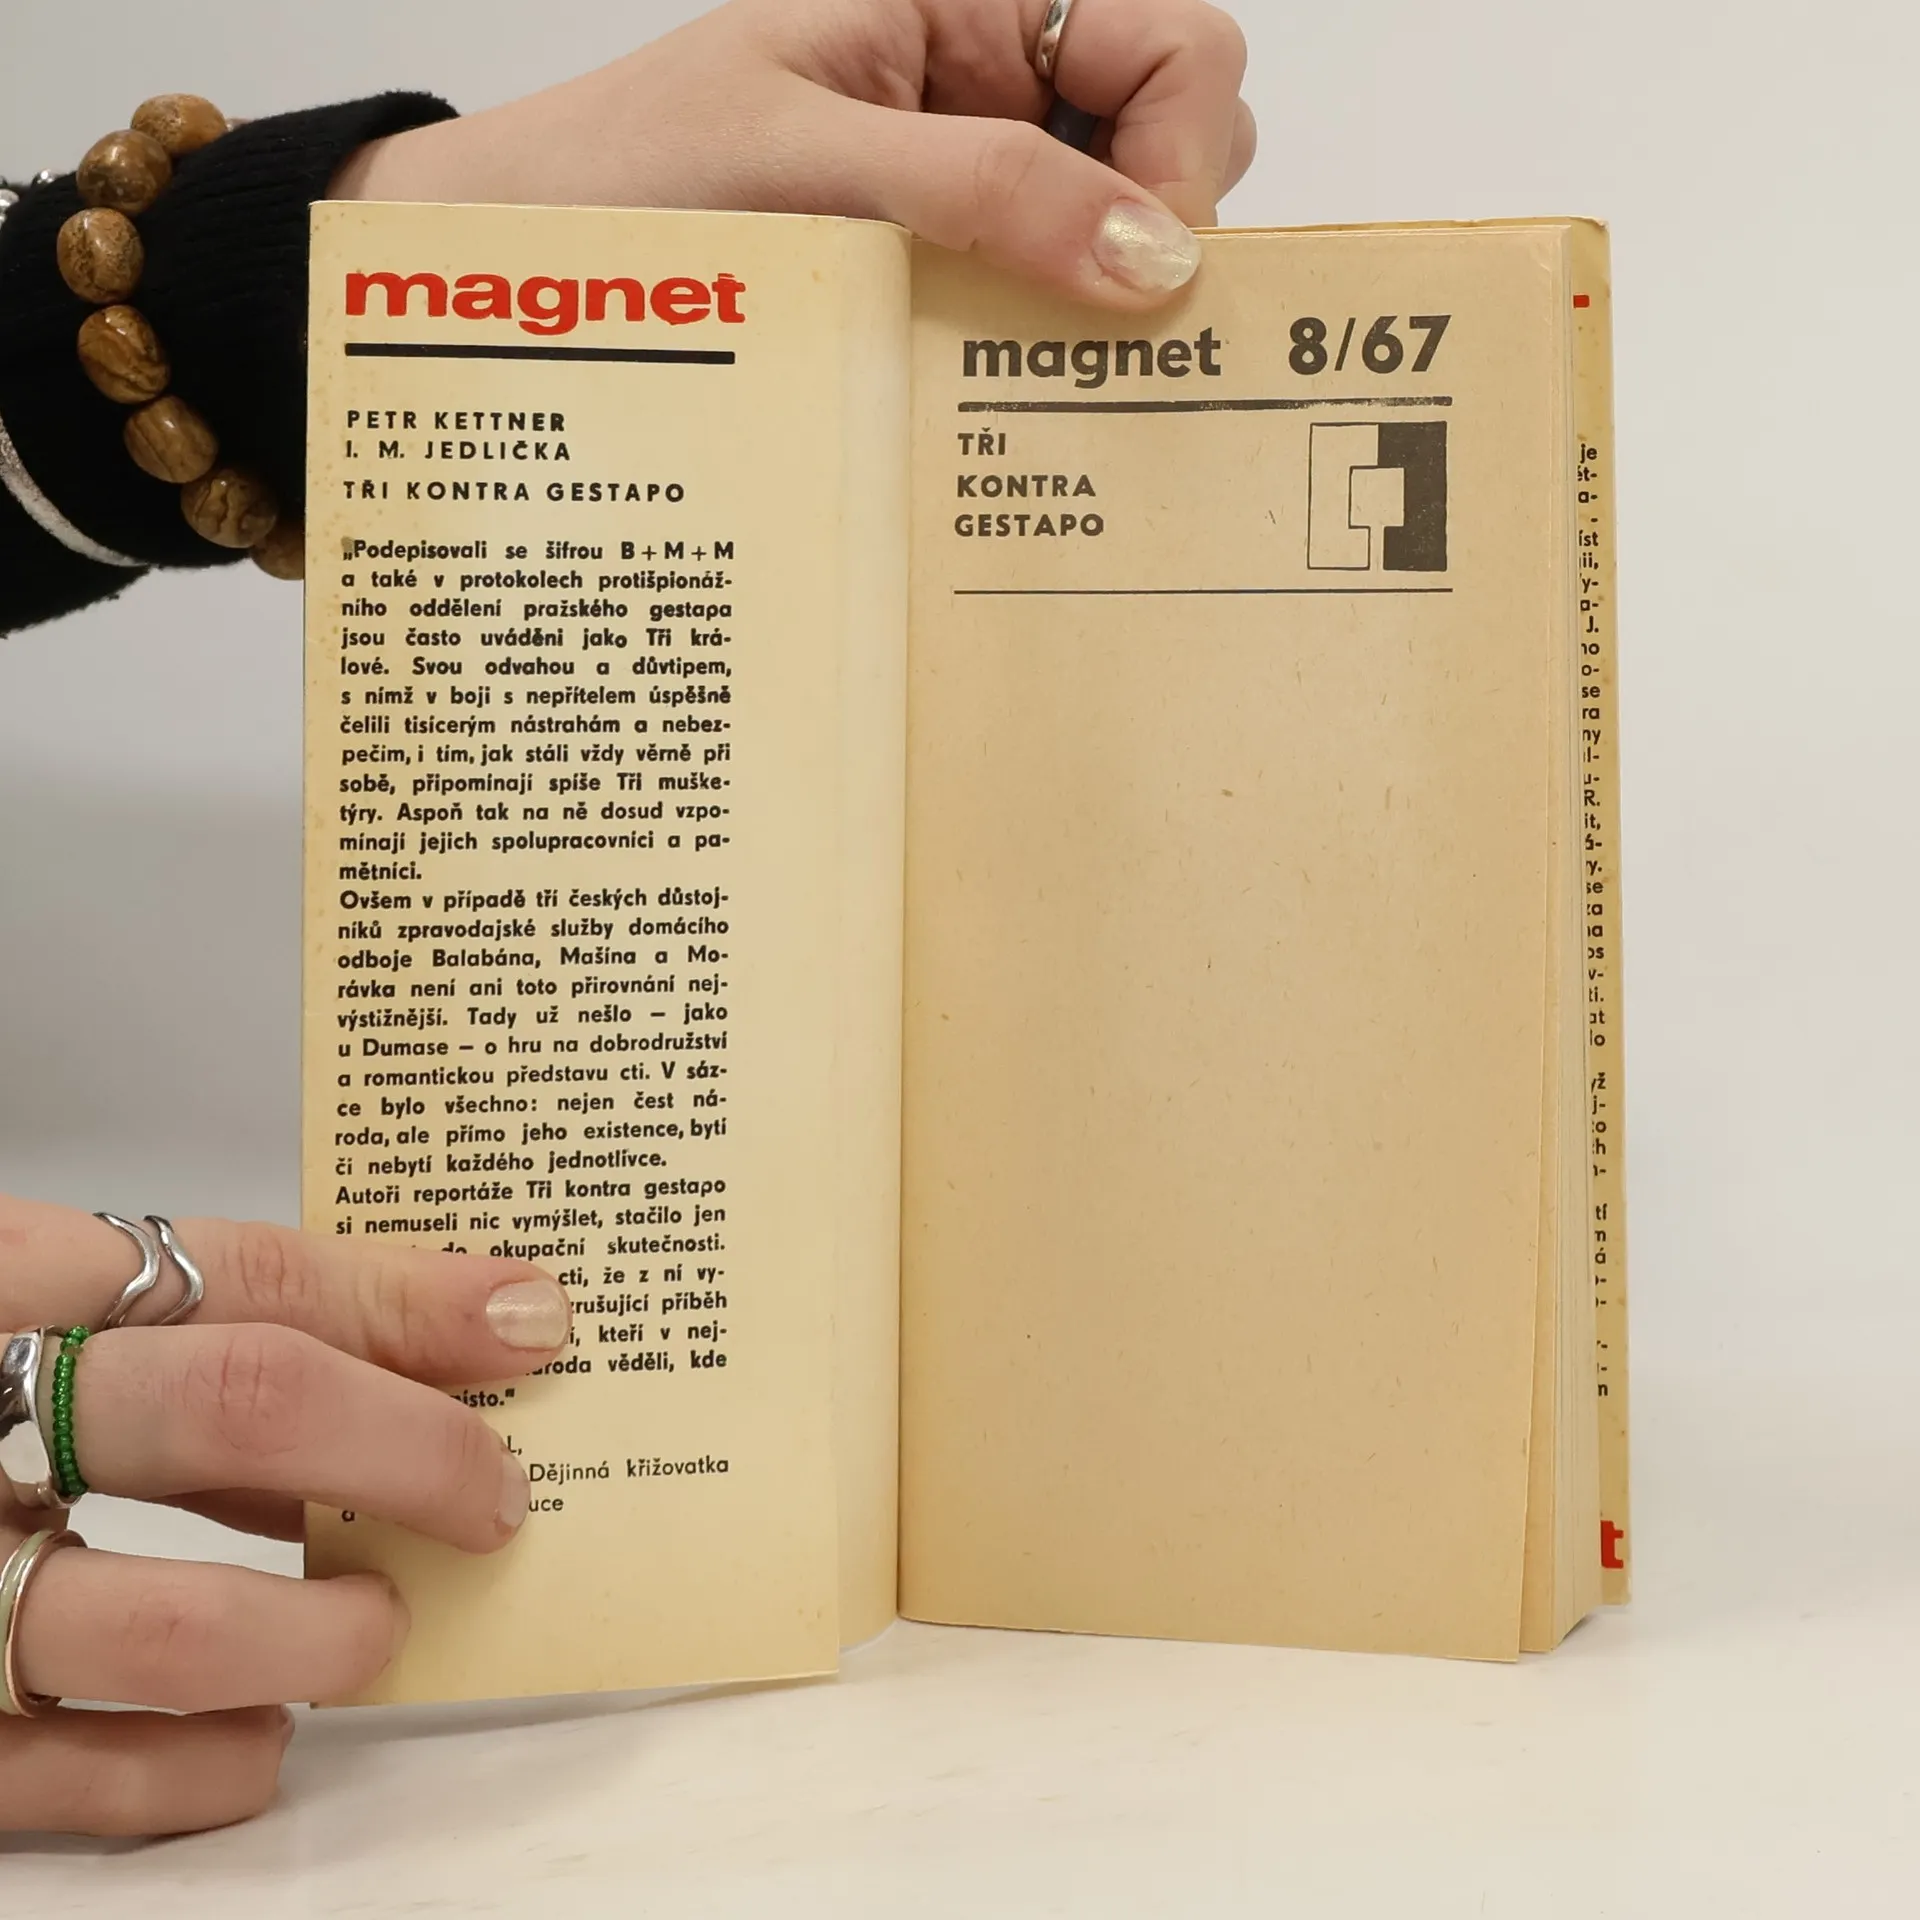 magnet
PETR KETTNER
I. M. JEDLIČKA
TŘI KONTRA GESTAPO
„Podepisovali se šifrou B+M+M
a také v protokolech protišpionáž-
ního oddělení pražského gestapa
jsou často uváděni jako Tři krá-
lové. Svou odvahou a důvtipem,
s nímž v boji s nepřítelem úspěšně
čelili tisícerým nástrahám a nebez-
pečím, i tím, jak stáli vždy věrně při
sobě, připomínají spíše Tři muške-
týry. Aspoň tak na ně dosud vzpo-
mínají jejich spolupracovníci a pa-
mětníci.
Ovšem v případě tří českých důstoj-
níků zpravodajské služby domácího
odboje Balabána, Mašína a Mo-
rávka není ani toto přirovnání nej-
výstižnější. Tady už nešlo – jako
u Dumase – o hru na dobrodružství
a romantickou představu cti. V sáz-
ce bylo všechno: nejen čest ná-
roda, ale přímo jeho existence, bytí
či nebytí každého jednotlivce.
Autoři reportáže Tři kontra gestapo
si nemuseli nic vymýšlet, stačilo jen
okupační skutečnosti.
cti, že z ní vy-
příběh
kteří v nej-
věděli, kde
Dějinná křižovatka
magnet 8/67
TŘI
KONTRA
GESTAPO